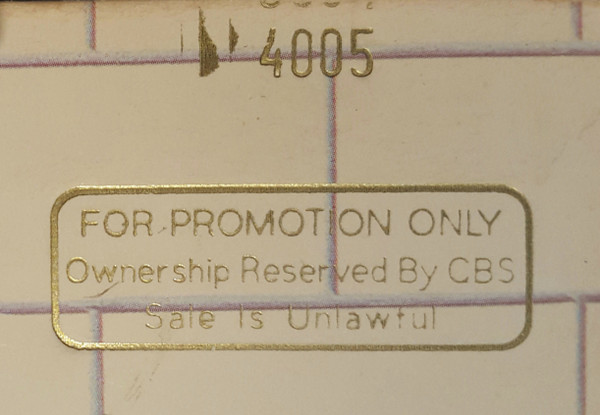 4005
FOR PROMOTION ONLY
Ownership Reserved By CBS
Sale Is Unlawful